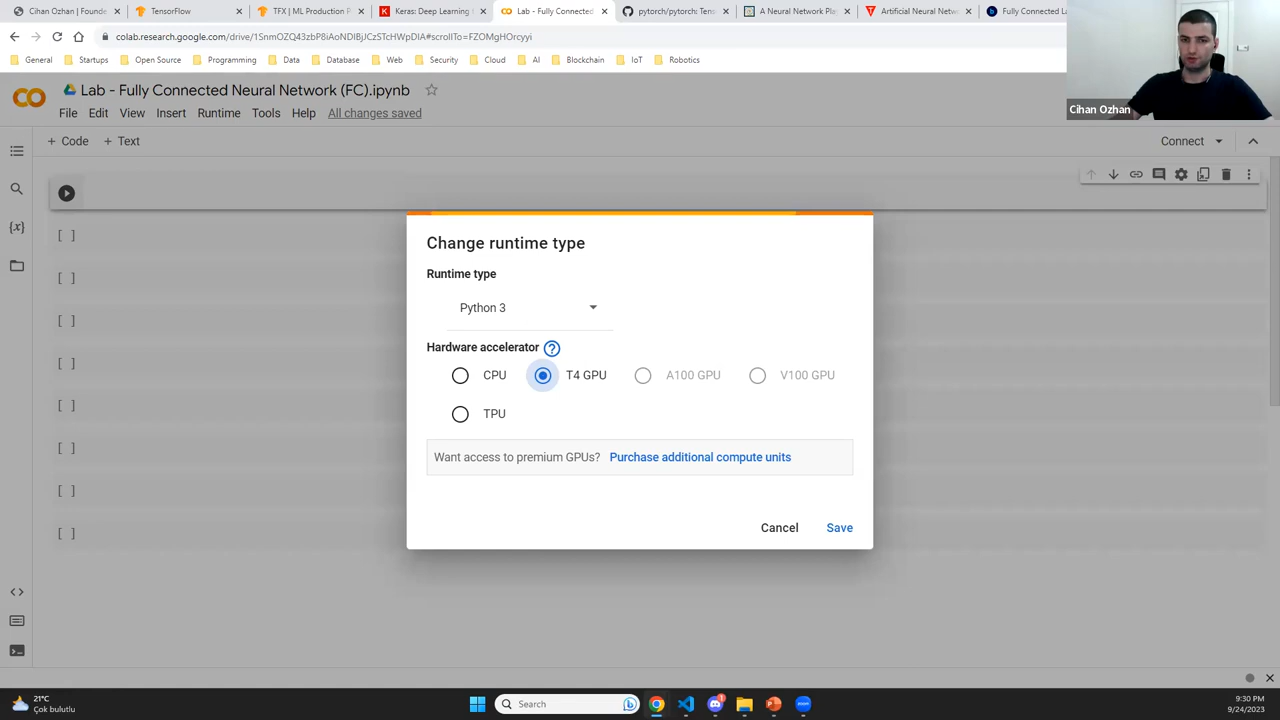 Cihan Ozhan | Founde
TensorFlow
TFX | ML Production P
Keras: Deep Learning f
Lab - Fully Connected
pytorch/pytorch: Tens
A Neural Network Play
Artificial Neural Netw
Fully Connected La
colab.research.google.com/drive/1SnmOZQ43zbP8iAoNDIBjJCzSTcHWpDIA#scrollTo=FZOMgHOrcyyi
General
Startups
Open Source
Programming
Data
Database
Web
Security
Cloud
AI
Blockchain
IoT
Robotics
Cihan Ozhan
CO
Lab - Fully Connected Neural Network (FC).ipynb
File
Edit
View
Insert
Runtime
Tools
Help
All changes saved
+ Code
+ Text
Connect
{x}
[ ]
[ ]
[ ]
[ ]
[ ]
[ ]
[ ]
[ ]
Change runtime type
Runtime type
Python 3
Hardware accelerator
CPU
T4 GPU
A100 GPU
V100 GPU
TPU
Want access to premium GPUs? Purchase additional compute units
Cancel
Save
21°C
Çok bulutlu
Search
zoom
9:30 PM
9/24/2023